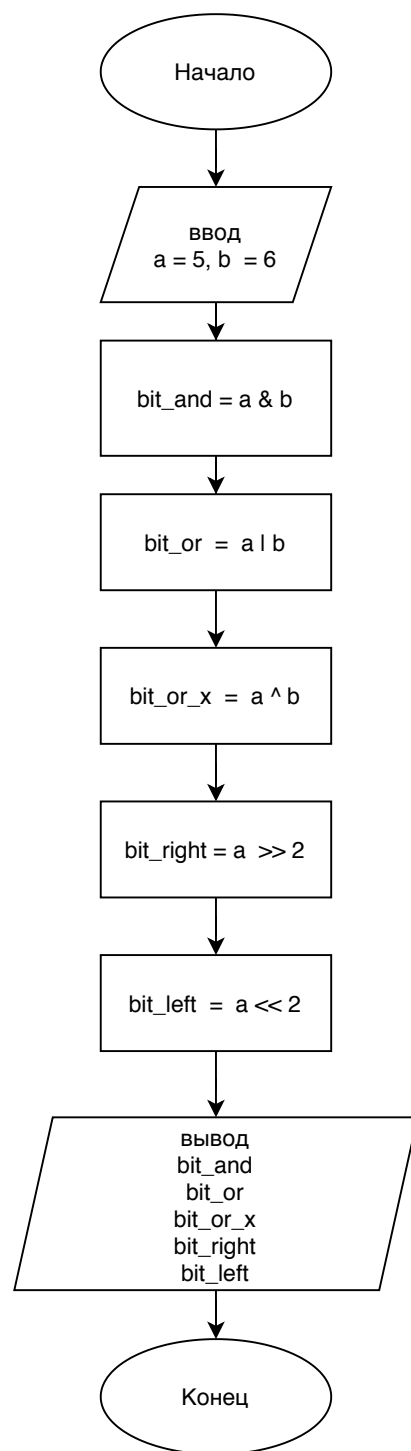 Начало
ввод
a = 5, b = 6
bit_and = a & b
bit_or = a | b
bit_or_x = a ^ b
bit_right = a >> 2
bit_left = a << 2
вывод
bit_and
bit_or
bit_or_x
bit_right
bit_left
Конец